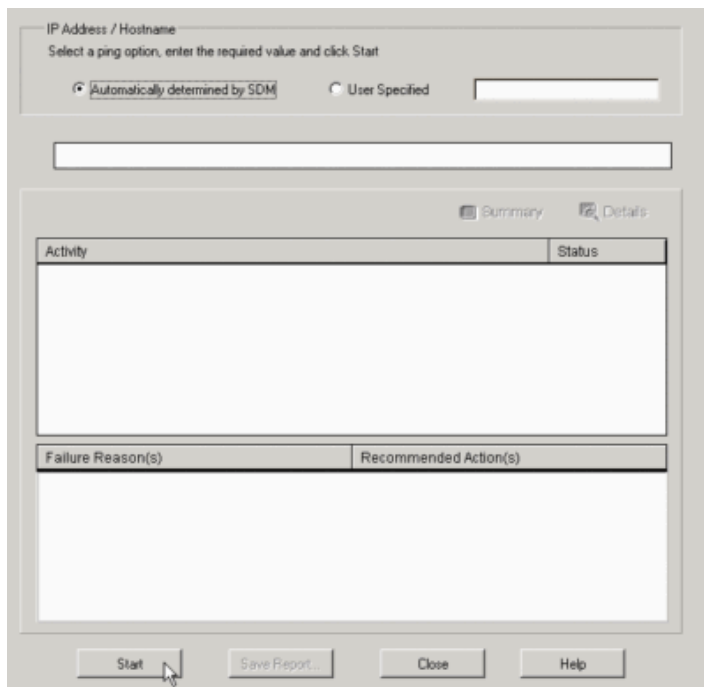 IP Address / Hostname
Select a ping option, enter the required value and click Start
Automatically determined by SDM User Specified
Summary Details
Activity Status
Failure Reason(s) Recommended Action(s)
Start Save Report... Close Help